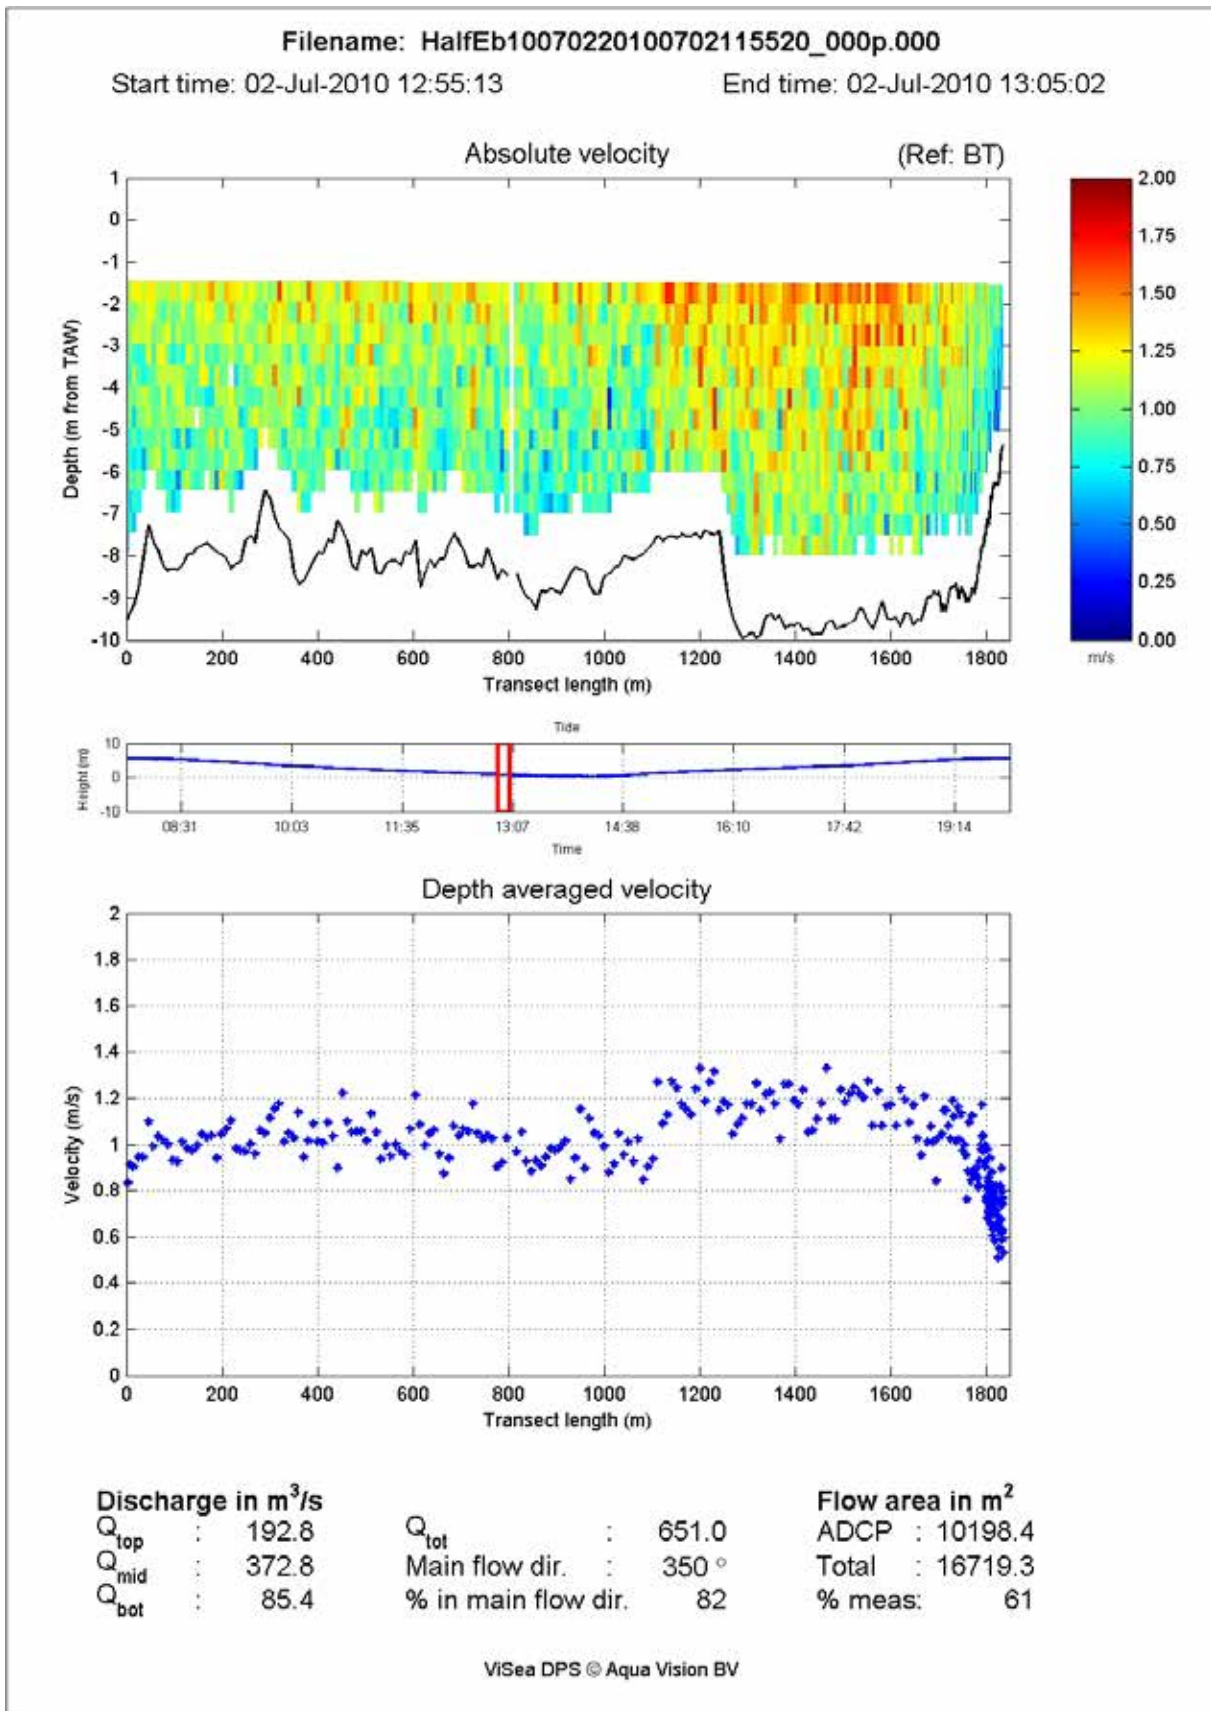 Filename: HalfEb10070220100702115520_000p.000
Start time: 02-Jul-2010 12:55:13 End time: 02-Jul-2010 13:05:02
Absolute velocity (Ref: BT)
1
0
-1
-2
-3
-4
-5
-6
-7
-8
-9
-10
Depth (m from TAW)
0 200 400 600 800 1000 1200 1400 1600 1800
Transect length (m)
2.00
1.75
1.50
1.25
1.00
0.75
0.50
0.25
0.00
m/s
Tide
10
0
-10
Height (m)
08:31 10:03 11:35 13:07 14:38 16:10 17:42 19:14
Time
Depth averaged velocity
2
1.8
1.6
1.4
1.2
1
0.8
0.6
0.4
0.2
0
Velocity (m/s)
0 200 400 600 800 1000 1200 1400 1600 1800
Transect length (m)
Discharge in m³/s Flow area in m²
Q_top : 192.8 Q_tot : 651.0 ADCP : 10198.4
Q_mid : 372.8 Main flow dir. : 350 ° Total : 16719.3
Q_bot : 85.4 % in main flow dir. 82 % meas: 61
ViSea DPS © Aqua Vision BV